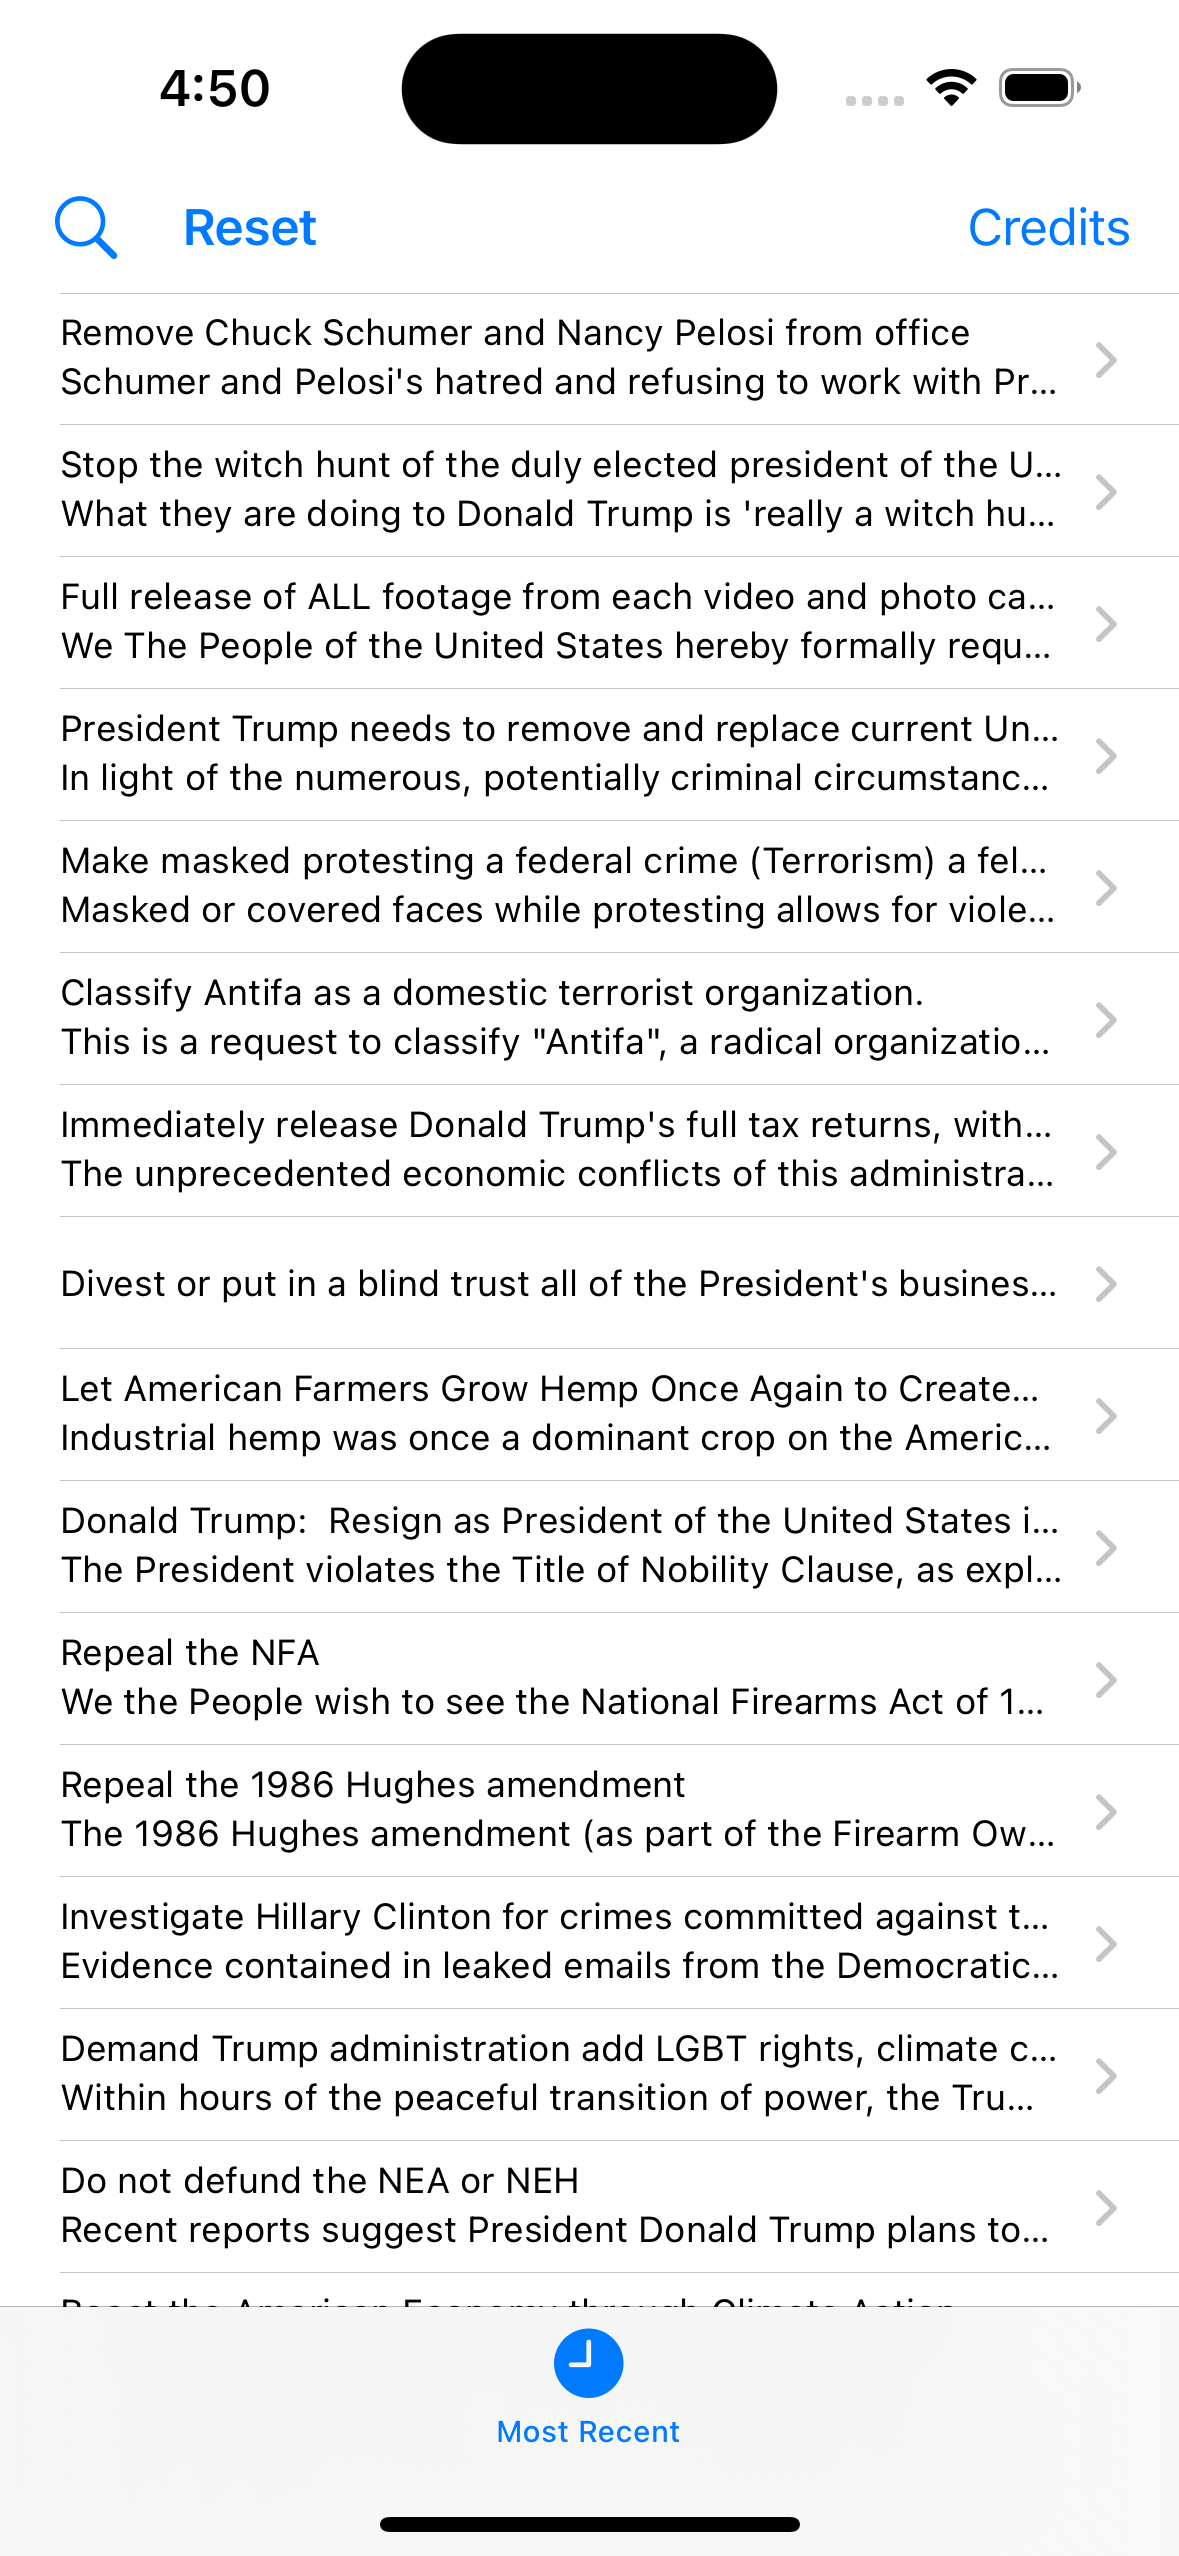 4:50
Reset
Credits
Remove Chuck Schumer and Nancy Pelosi from office
Schumer and Pelosi's hatred and refusing to work with Pr...
Stop the witch hunt of the duly elected president of the U...
What they are doing to Donald Trump is 'really a witch hu...
Full release of ALL footage from each video and photo ca...
We The People of the United States hereby formally requ...
President Trump needs to remove and replace current Un...
In light of the numerous, potentially criminal circumstanc...
Make masked protesting a federal crime (Terrorism) a fel...
Masked or covered faces while protesting allows for viole...
Classify Antifa as a domestic terrorist organization.
This is a request to classify "Antifa", a radical organizatio...
Immediately release Donald Trump's full tax returns, with...
The unprecedented economic conflicts of this administra...
Divest or put in a blind trust all of the President's busines...
Let American Farmers Grow Hemp Once Again to Create...
Industrial hemp was once a dominant crop on the Americ...
Donald Trump:  Resign as President of the United States i...
The President violates the Title of Nobility Clause, as expl...
Repeal the NFA
We the People wish to see the National Firearms Act of 1...
Repeal the 1986 Hughes amendment
The 1986 Hughes amendment (as part of the Firearm Ow...
Investigate Hillary Clinton for crimes committed against t...
Evidence contained in leaked emails from the Democratic...
Demand Trump administration add LGBT rights, climate c...
Within hours of the peaceful transition of power, the Tru...
Do not defund the NEA or NEH
Recent reports suggest President Donald Trump plans to...
Boost the American Economy through Climate Action
Most Recent